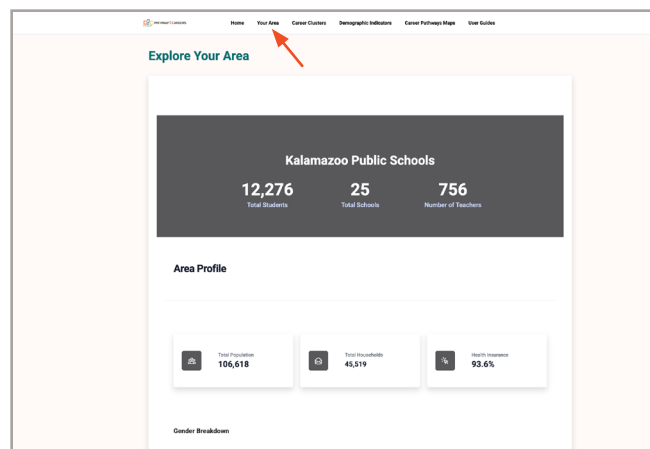 PATHWAY2CAREERS Home Your Area Career Clusters Demographic Indicators Career Pathways Maps User Guides
Explore Your Area
Kalamazoo Public Schools
12,276 25 756
Total Students Total Schools Number of Teachers
Area Profile
Total Population Total Households Health Insurance
106,618 45,519 93.6%
Gender Breakdown